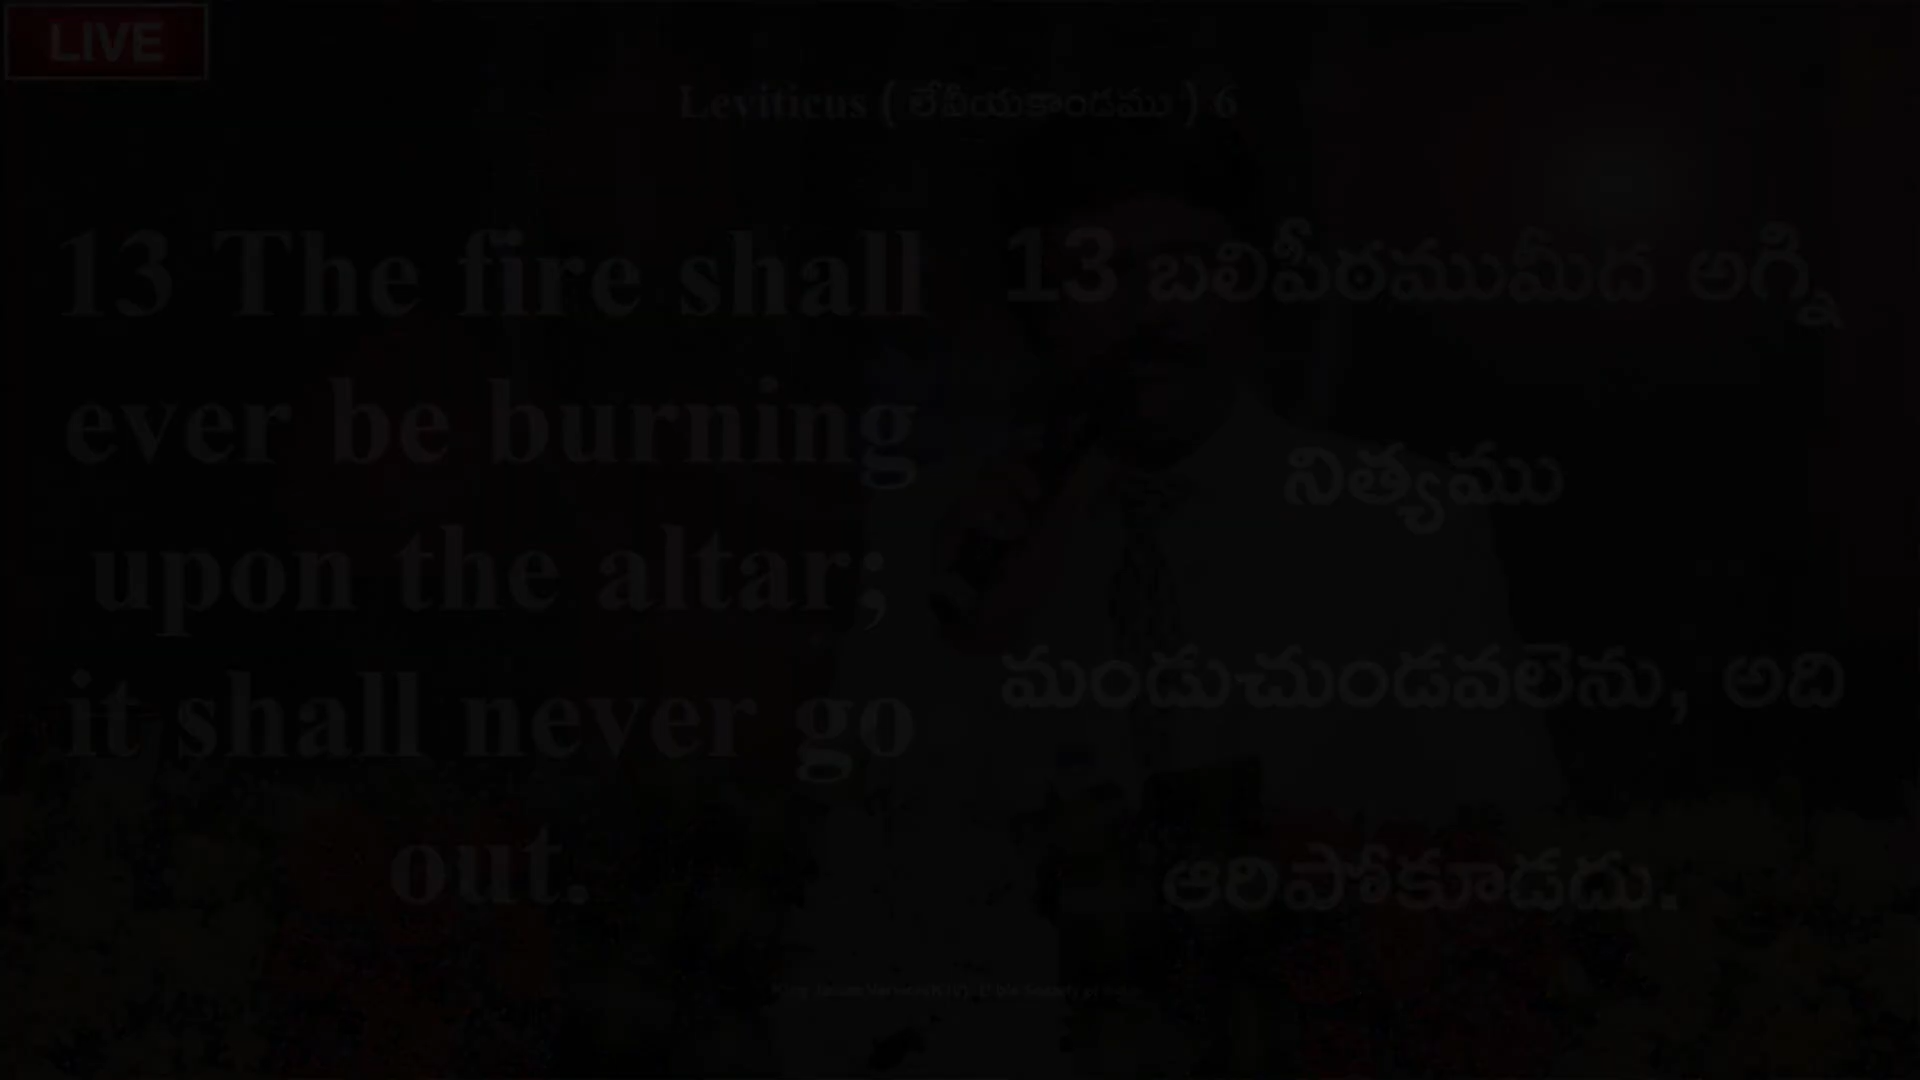 LIVE
Leviticus ( లేవీయకాండము ) 6
13 The fire shall
ever be burning
upon the altar;
it shall never go
out.
13 బలిపీఠముమీద అగ్ని
నిత్యము
మండుచుండవలెను, అది
ఆరిపోకూడదు.